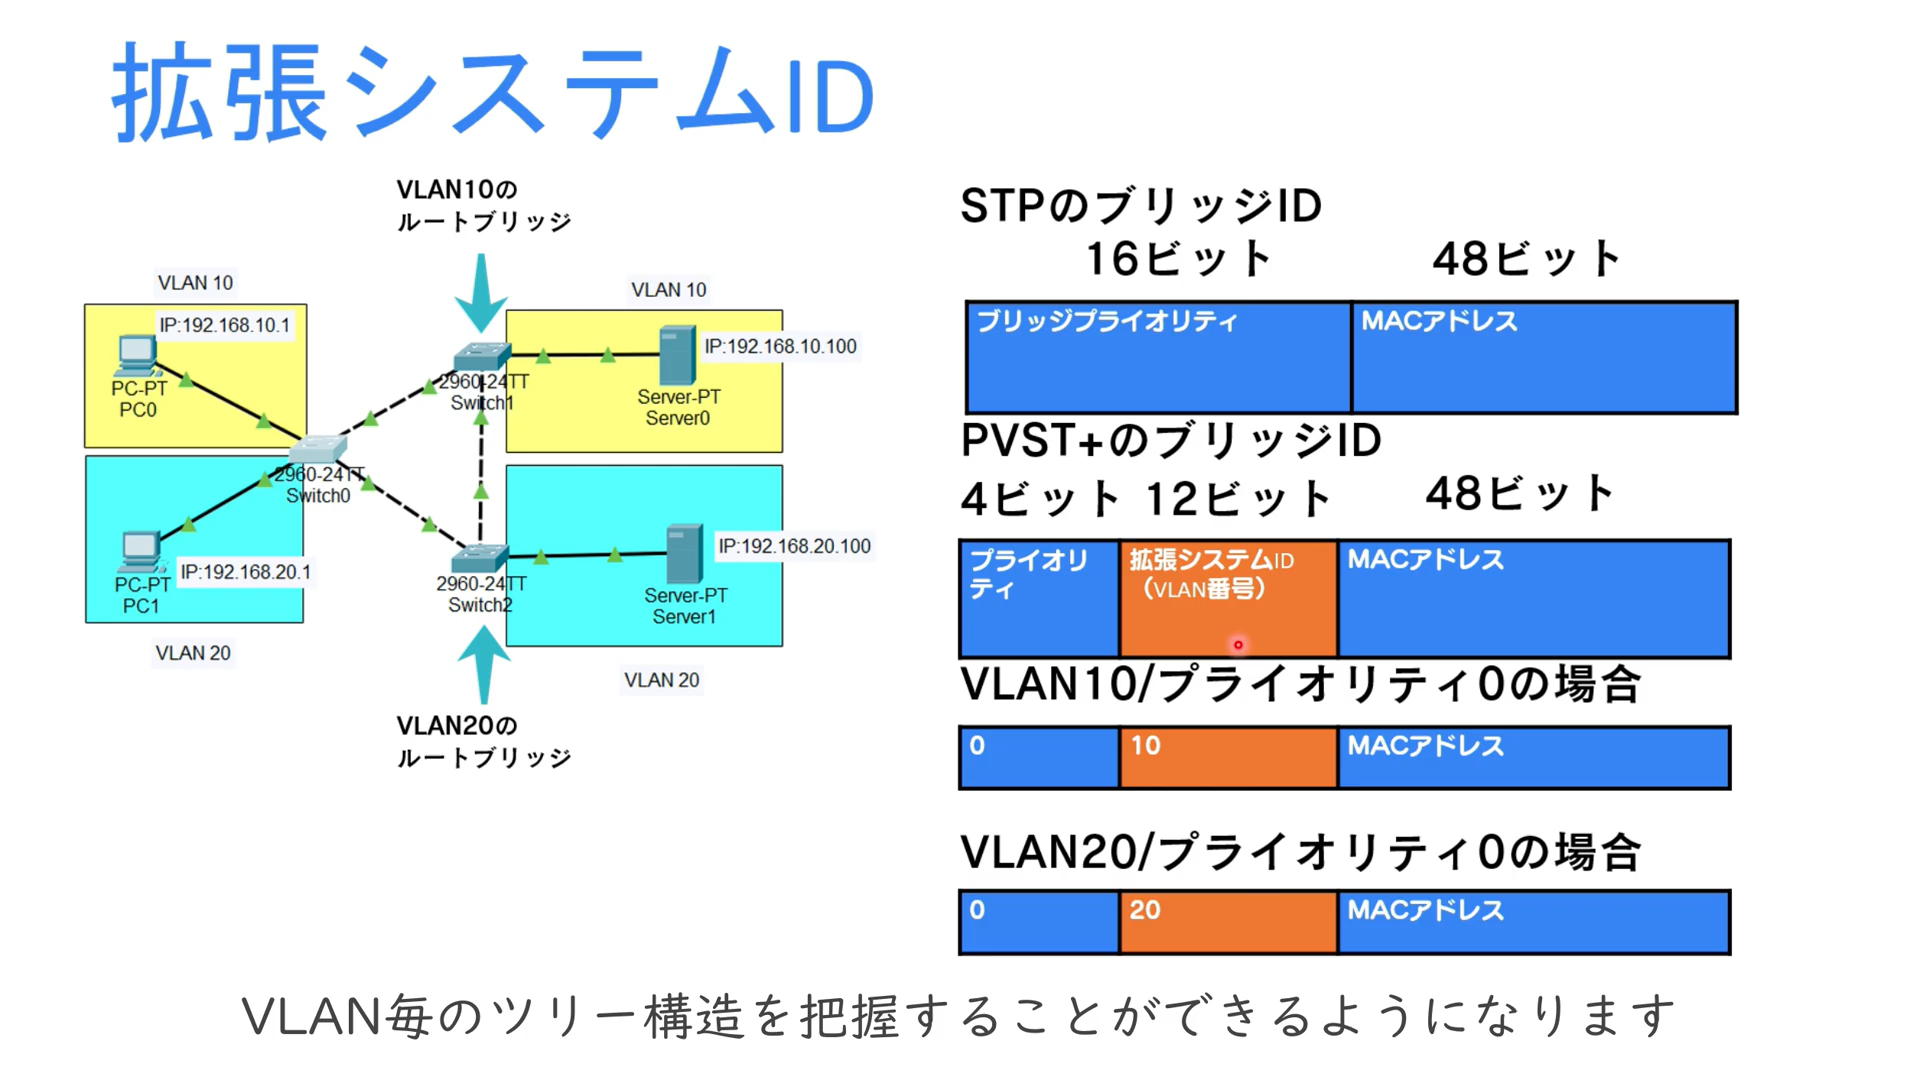 拡張システムID
VLAN10の
ルートブリッジ
VLAN 10
IP:192.168.10.1
PC-PT
PC0
2960-24TT
Switch1
VLAN 10
IP:192.168.10.100
Server-PT
Server0
2960-24TT
Switch0
PC-PT
PC1
IP:192.168.20.1
VLAN 20
2960-24TT
Switch2
IP:192.168.20.100
Server-PT
Server1
VLAN 20
VLAN20の
ルートブリッジ
STPのブリッジID
16ビット 48ビット
ブリッジプライオリティ MACアドレス
PVST+のブリッジID
4ビット 12ビット 48ビット
プライオリ
ティ
拡張システムID
（VLAN番号）
MACアドレス
VLAN10/プライオリティ0の場合
0 10 MACアドレス
VLAN20/プライオリティ0の場合
0 20 MACアドレス
VLAN毎のツリー構造を把握することができるようになります